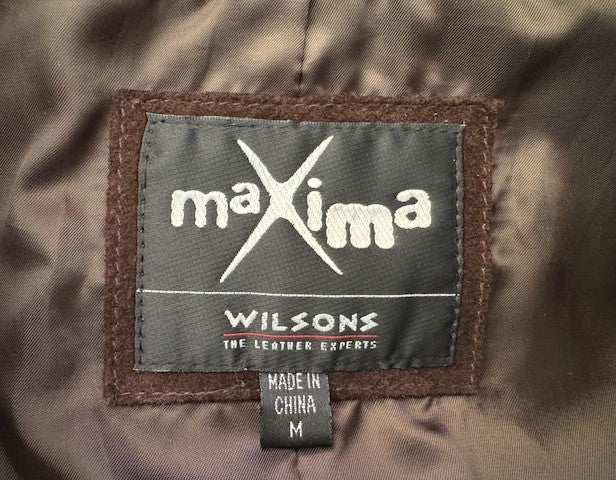 maXima
WILSONS
THE LEATHER EXPERTS
MADE IN
CHINA
M